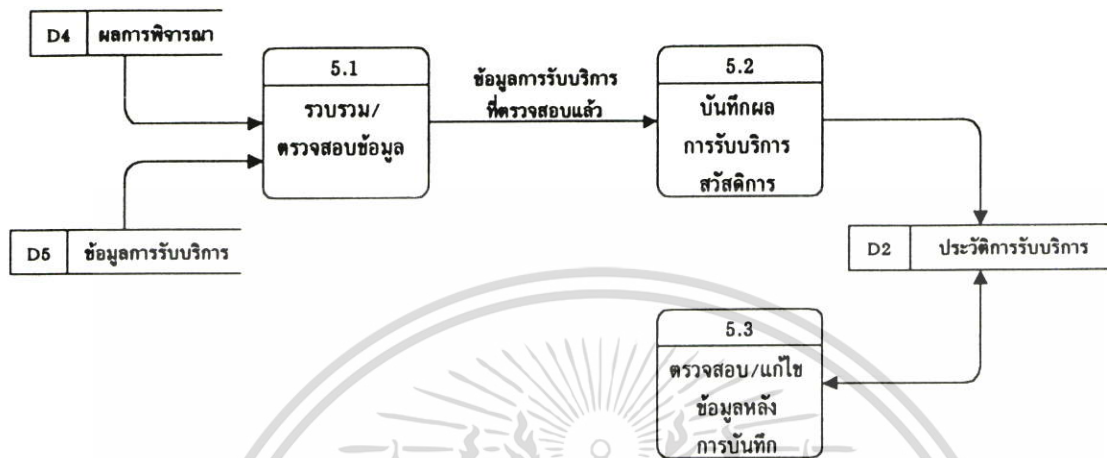 D4 ผลการพิจารณา
5.1
รวบรวม/
ตรวจสอบข้อมูล
ข้อมูลการรับบริการ
ที่ตรวจสอบแล้ว
5.2
บันทึกผล
การรับบริการ
สวัสดิการ
D5 ข้อมูลการรับบริการ
D2 ประวัติการรับบริการ
5.3
ตรวจสอบ/แก้ไข
ข้อมูลหลัง
การบันทึก